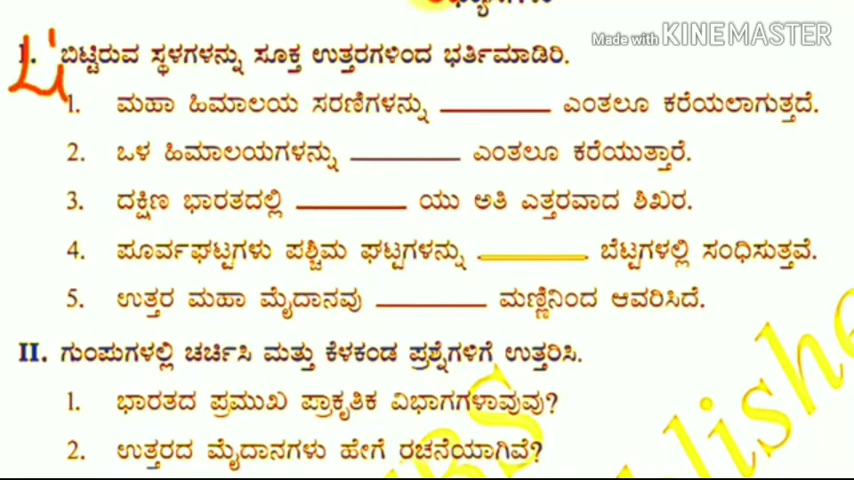 ಅಭ್ಯಾಸಗಳು
Made with KINEMASTER
I. ಬಿಟ್ಟಿರುವ ಸ್ಥಳಗಳನ್ನು ಸೂಕ್ತ ಉತ್ತರಗಳಿಂದ ಭರ್ತಿಮಾಡಿರಿ.
1. ಮಹಾ ಹಿಮಾಲಯ ಸರಣಿಗಳನ್ನು ________ ಎಂತಲೂ ಕರೆಯಲಾಗುತ್ತದೆ.
2. ಒಳ ಹಿಮಾಲಯಗಳನ್ನು ________ ಎಂತಲೂ ಕರೆಯುತ್ತಾರೆ.
3. ದಕ್ಷಿಣ ಭಾರತದಲ್ಲಿ ________ ಯು ಅತಿ ಎತ್ತರವಾದ ಶಿಖರ.
4. ಪೂರ್ವಘಟ್ಟಗಳು ಪಶ್ಚಿಮ ಘಟ್ಟಗಳನ್ನು ________ ಬೆಟ್ಟಗಳಲ್ಲಿ ಸಂಧಿಸುತ್ತವೆ.
5. ಉತ್ತರ ಮಹಾ ಮೈದಾನವು ________ ಮಣ್ಣಿನಿಂದ ಆವರಿಸಿದೆ.
II. ಗುಂಪುಗಳಲ್ಲಿ ಚರ್ಚಿಸಿ ಮತ್ತು ಕೆಳಕಂಡ ಪ್ರಶ್ನೆಗಳಿಗೆ ಉತ್ತರಿಸಿ.
1. ಭಾರತದ ಪ್ರಮುಖ ಪ್ರಾಕೃತಿಕ ವಿಭಾಗಗಳಾವುವು?
2. ಉತ್ತರದ ಮೈದಾನಗಳು ಹೇಗೆ ರಚನೆಯಾಗಿವೆ?